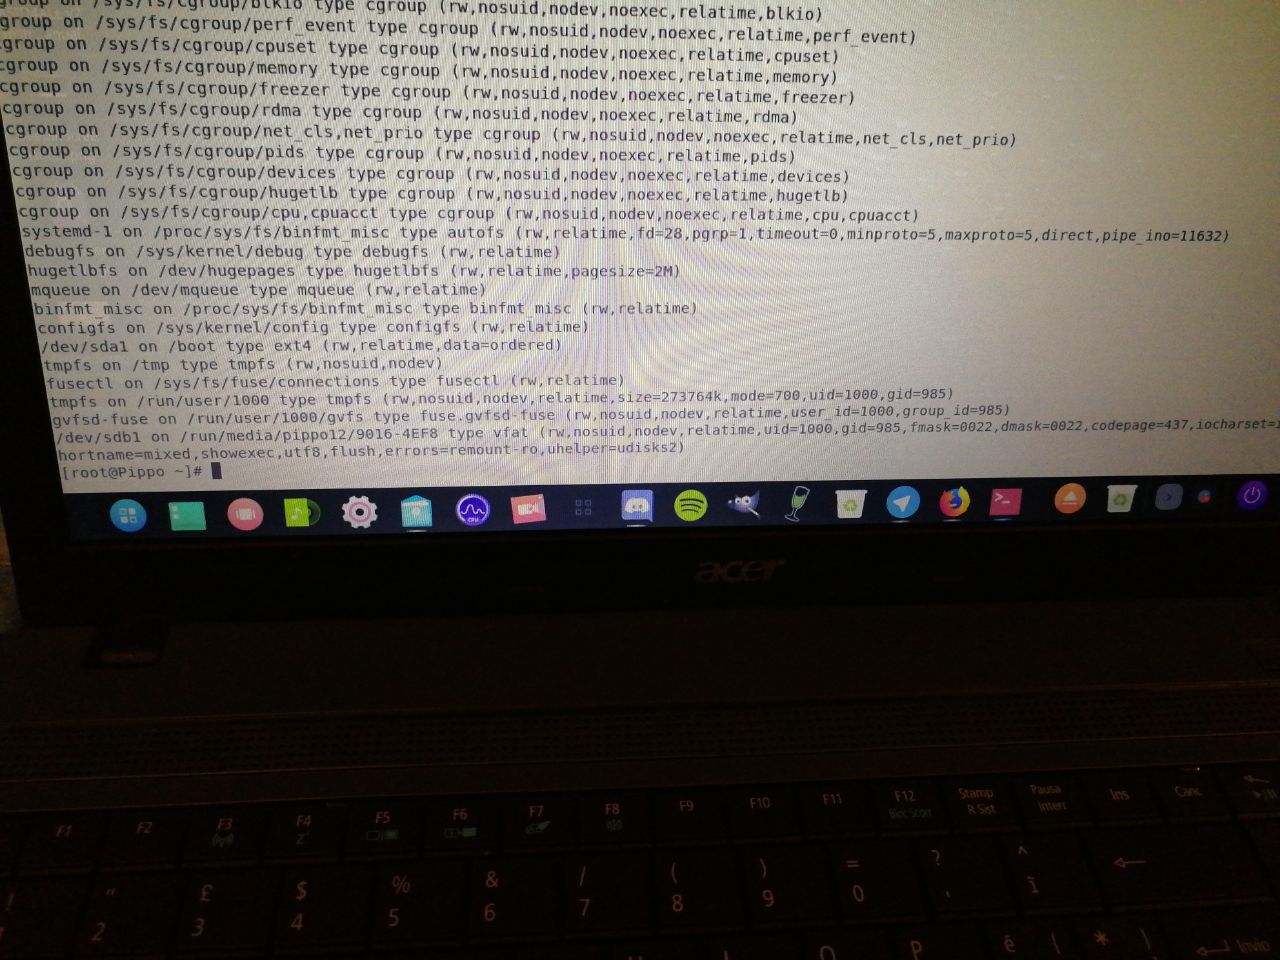 cgroup on /sys/fs/cgroup/blkio type cgroup (rw,nosuid,nodev,noexec,relatime,blkio)
cgroup on /sys/fs/cgroup/perf_event type cgroup (rw,nosuid,nodev,noexec,relatime,perf_event)
cgroup on /sys/fs/cgroup/cpuset type cgroup (rw,nosuid,nodev,noexec,relatime,cpuset)
cgroup on /sys/fs/cgroup/memory type cgroup (rw,nosuid,nodev,noexec,relatime,memory)
cgroup on /sys/fs/cgroup/freezer type cgroup (rw,nosuid,nodev,noexec,relatime,freezer)
cgroup on /sys/fs/cgroup/rdma type cgroup (rw,nosuid,nodev,noexec,relatime,rdma)
cgroup on /sys/fs/cgroup/net_cls,net_prio type cgroup (rw,nosuid,nodev,noexec,relatime,net_cls,net_prio)
cgroup on /sys/fs/cgroup/pids type cgroup (rw,nosuid,nodev,noexec,relatime,pids)
cgroup on /sys/fs/cgroup/devices type cgroup (rw,nosuid,nodev,noexec,relatime,devices)
cgroup on /sys/fs/cgroup/hugetlb type cgroup (rw,nosuid,nodev,noexec,relatime,hugetlb)
cgroup on /sys/fs/cgroup/cpu,cpuacct type cgroup (rw,nosuid,nodev,noexec,relatime,cpu,cpuacct)
systemd-1 on /proc/sys/fs/binfmt_misc type autofs (rw,relatime,fd=28,pgrp=1,timeout=0,minproto=5,maxproto=5,direct,pipe_ino=11632)
debugfs on /sys/kernel/debug type debugfs (rw,relatime)
hugetlbfs on /dev/hugepages type hugetlbfs (rw,relatime,pagesize=2M)
mqueue on /dev/mqueue type mqueue (rw,relatime)
binfmt_misc on /proc/sys/fs/binfmt_misc type binfmt_misc (rw,relatime)
configfs on /sys/kernel/config type configfs (rw,relatime)
/dev/sda1 on /boot type ext4 (rw,relatime,data=ordered)
tmpfs on /tmp type tmpfs (rw,nosuid,nodev)
fusectl on /sys/fs/fuse/connections type fusectl (rw,relatime)
tmpfs on /run/user/1000 type tmpfs (rw,nosuid,nodev,relatime,size=273764k,mode=700,uid=1000,gid=985)
gvfsd-fuse on /run/user/1000/gvfs type fuse.gvfsd-fuse (rw,nosuid,nodev,relatime,user_id=1000,group_id=985)
/dev/sdb1 on /run/media/pippo12/9016-4EF8 type vfat (rw,nosuid,nodev,relatime,uid=1000,gid=985,fmask=0022,dmask=0022,codepage=437,iocharset=
hortname=mixed,showexec,utf8,flush,errors=remount-ro,uhelper=udisks2)
[root@Pippo ~]#
CPU
acer
F1 F2 F3 F4 F5 F6 F7 F8 F9 F10 F11 F12 Stamp Pausa Ins Canc
Bloc Scorr R Sist Interr
! " £ $ % & / ( ) = ? ^
2 3 4 5 6 7 8 9 0 ' ì
P é * Invio